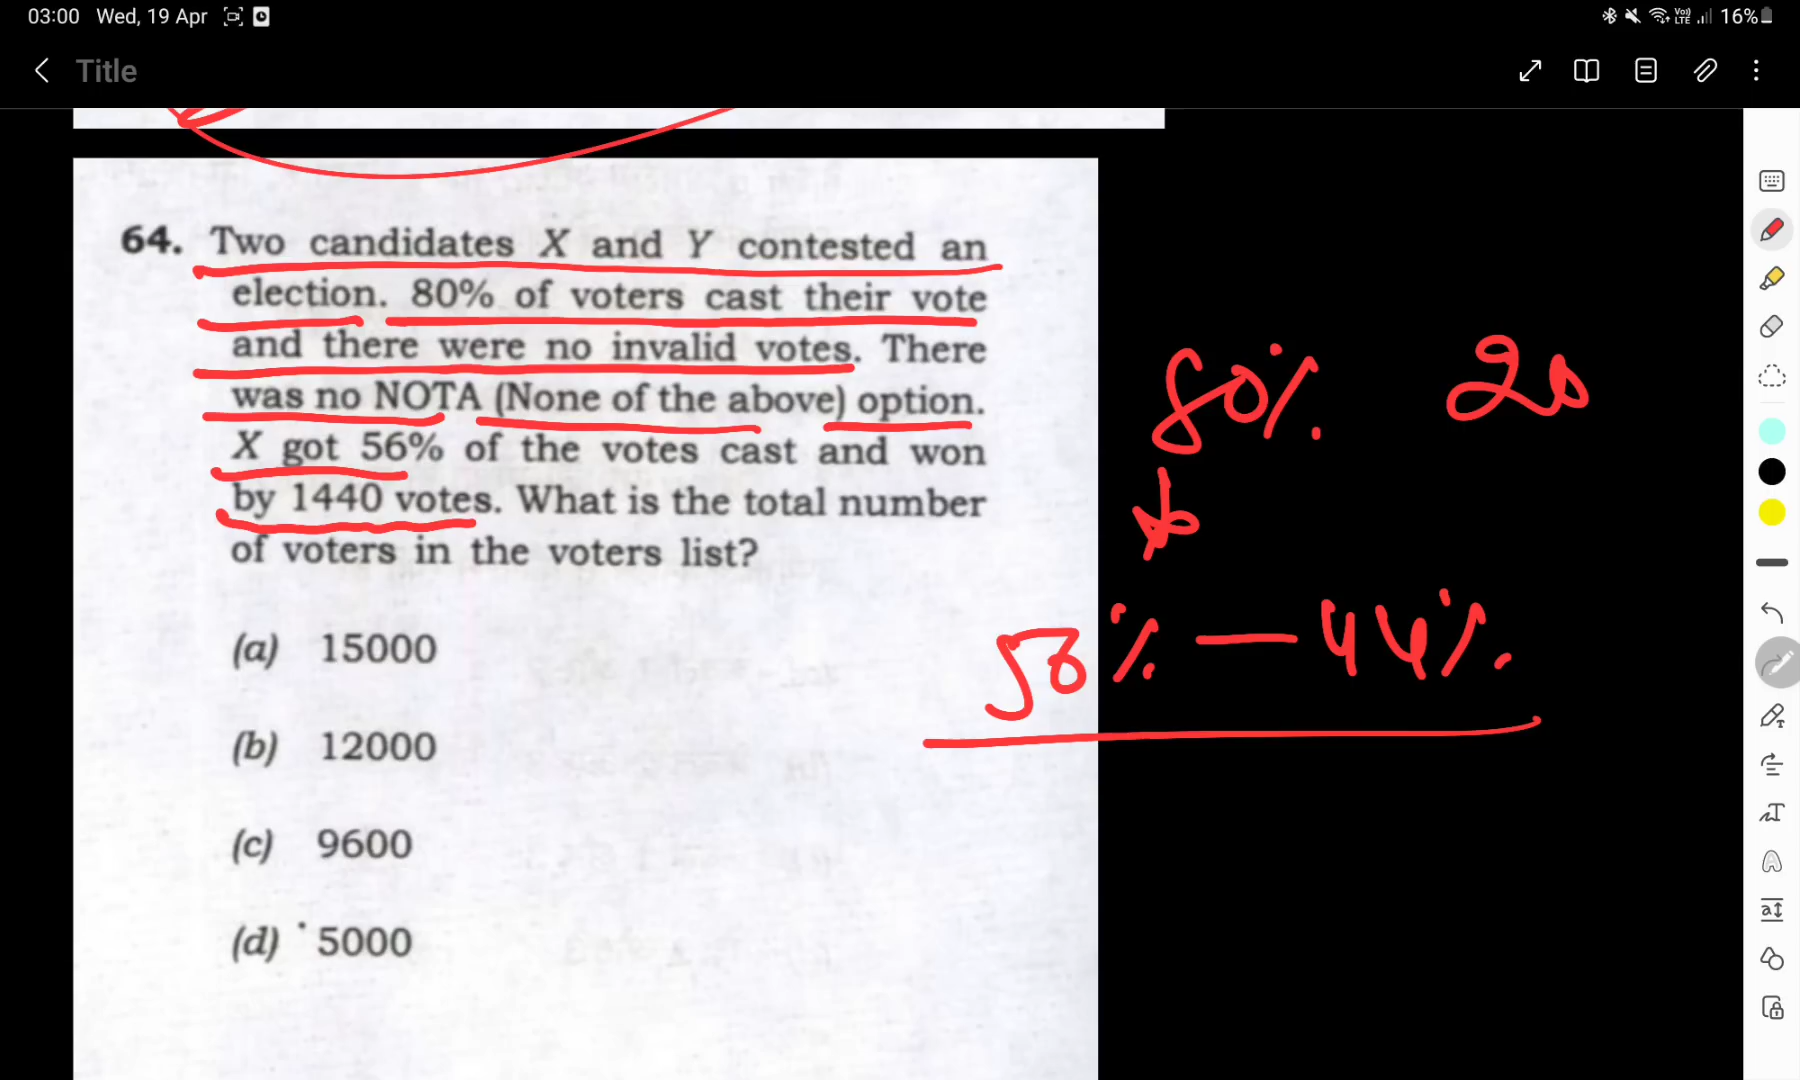 03:00 Wed, 19 Apr
16%
Title
64. Two candidates X and Y contested an
election. 80% of voters cast their vote
and there were no invalid votes. There
was no NOTA (None of the above) option.
X got 56% of the votes cast and won
by 1440 votes. What is the total number
of voters in the voters list?
(a) 15000
(b) 12000
(c) 9600
(d) 5000
80% 20
56% — 44%